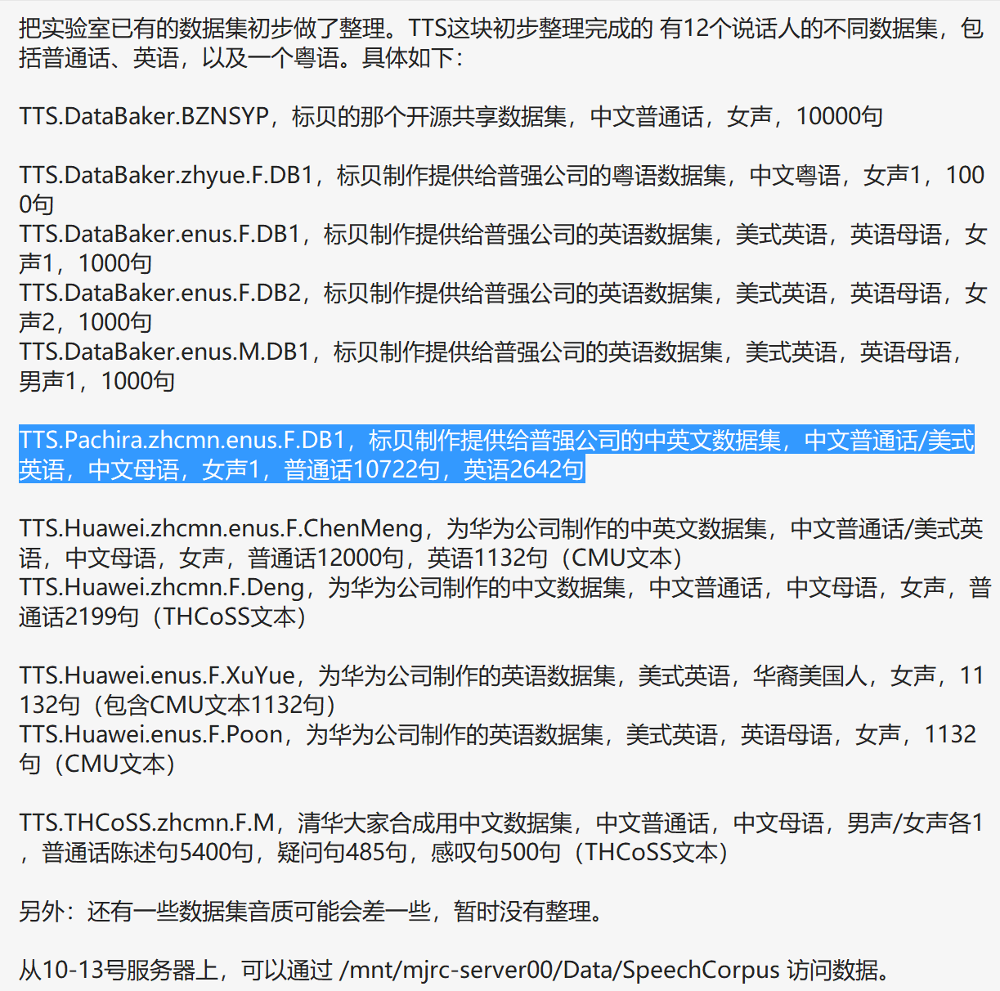 把实验室已有的数据集初步做了整理。TTS这块初步整理完成的 有12个说话人的不同数据集，包
括普通话、英语，以及一个粤语。具体如下：
TTS.DataBaker.BZNSYP，标贝的那个开源共享数据集，中文普通话，女声，10000句
TTS.DataBaker.zhyue.F.DB1，标贝制作提供给普强公司的粤语数据集，中文粤语，女声1，100
0句
TTS.DataBaker.enus.F.DB1，标贝制作提供给普强公司的英语数据集，美式英语，英语母语，女
声1，1000句
TTS.DataBaker.enus.F.DB2，标贝制作提供给普强公司的英语数据集，美式英语，英语母语，女
声2，1000句
TTS.DataBaker.enus.M.DB1，标贝制作提供给普强公司的英语数据集，美式英语，英语母语，
男声1，1000句
TTS.Pachira.zhcmn.enus.F.DB1，标贝制作提供给普强公司的中英文数据集，中文普通话/美式
英语，中文母语，女声1，普通话10722句，英语2642句
TTS.Huawei.zhcmn.enus.F.ChenMeng，为华为公司制作的中英文数据集，中文普通话/美式英
语，中文母语，女声，普通话12000句，英语1132句（CMU文本）
TTS.Huawei.zhcmn.F.Deng，为华为公司制作的中文数据集，中文普通话，中文母语，女声，普
通话2199句（THCoSS文本）
TTS.Huawei.enus.F.XuYue，为华为公司制作的英语数据集，美式英语，华裔美国人，女声，11
132句（包含CMU文本1132句）
TTS.Huawei.enus.F.Poon，为华为公司制作的英语数据集，美式英语，英语母语，女声，1132
句（CMU文本）
TTS.THCoSS.zhcmn.F.M，清华大家合成用中文数据集，中文普通话，中文母语，男声/女声各1
，普通话陈述句5400句，疑问句485句，感叹句500句（THCoSS文本）
另外：还有一些数据集音质可能会差一些，暂时没有整理。
从10-13号服务器上，可以通过 /mnt/mjrc-server00/Data/SpeechCorpus 访问数据。